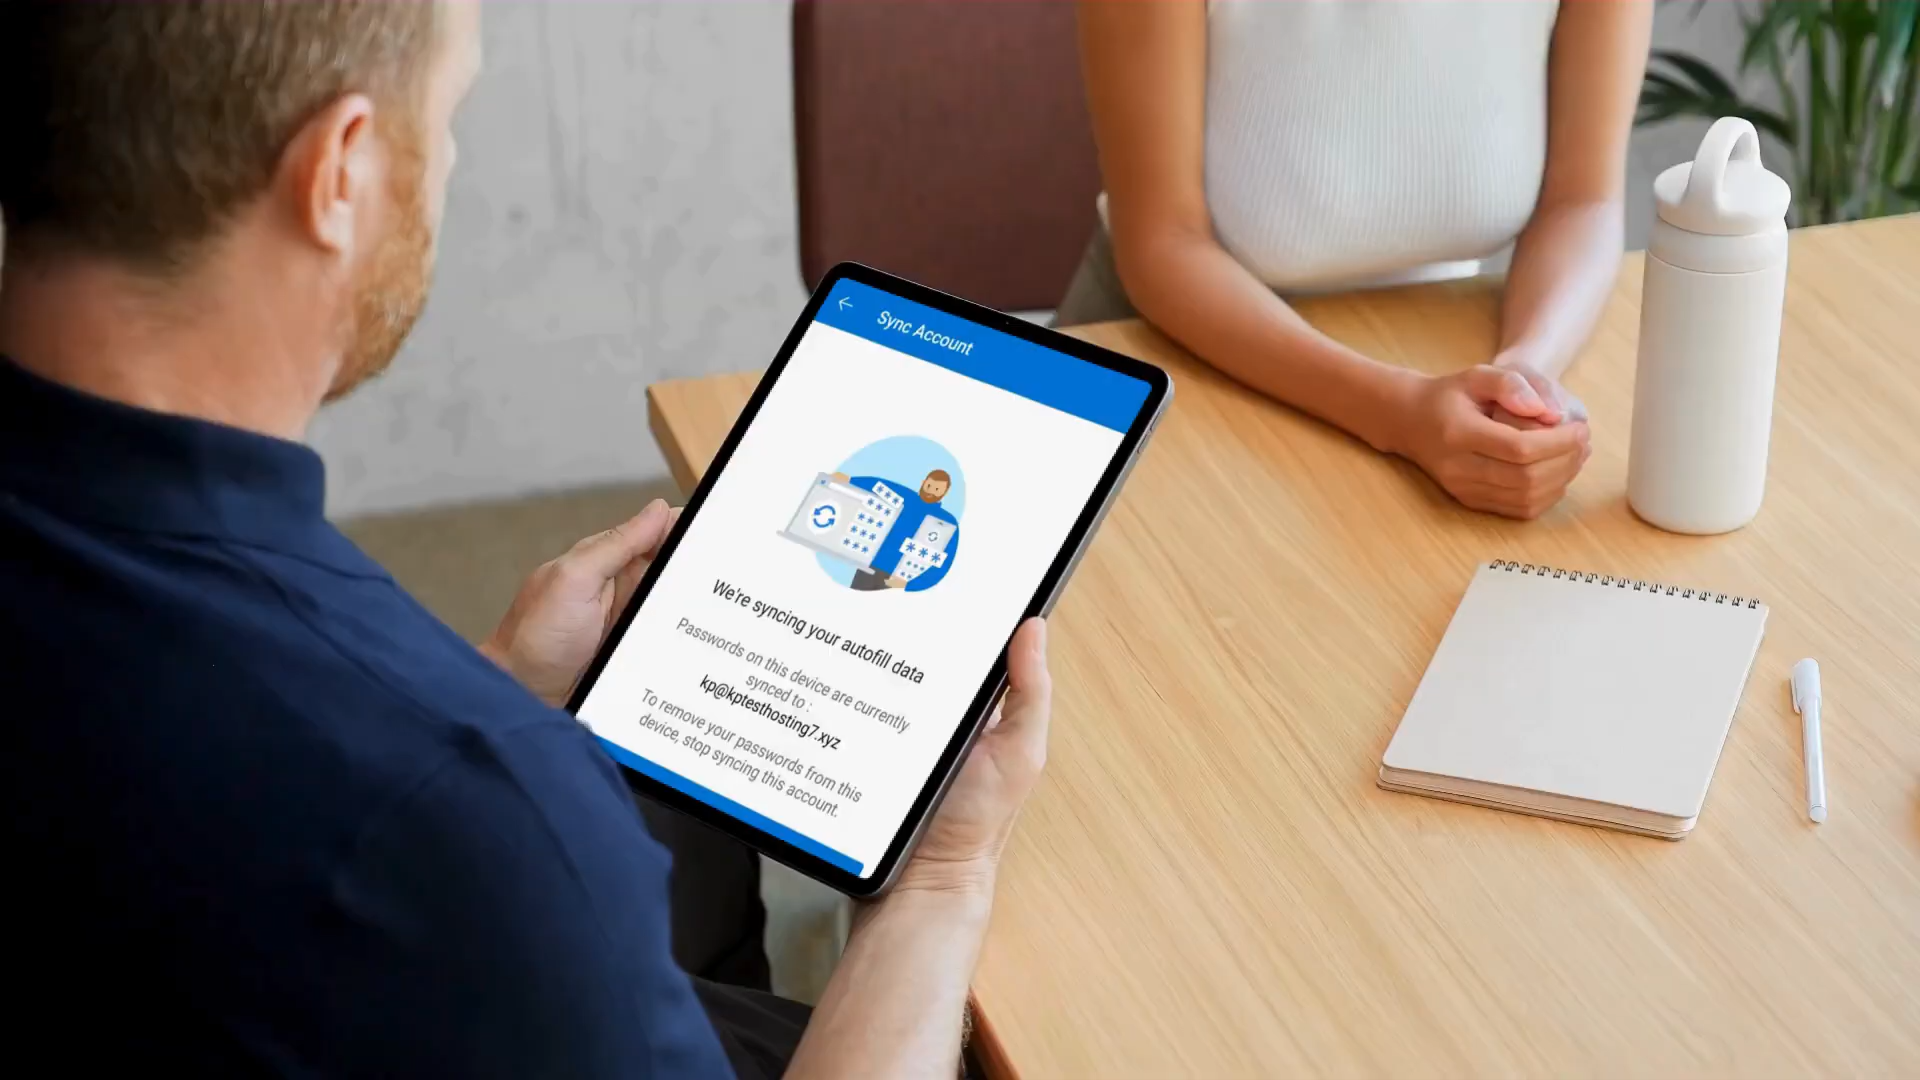 Sync Account
We're syncing your autofill data
Passwords on this device are currently
synced to :
kp@kptesthosting7.xyz
To remove your passwords from this
device, stop syncing this account.